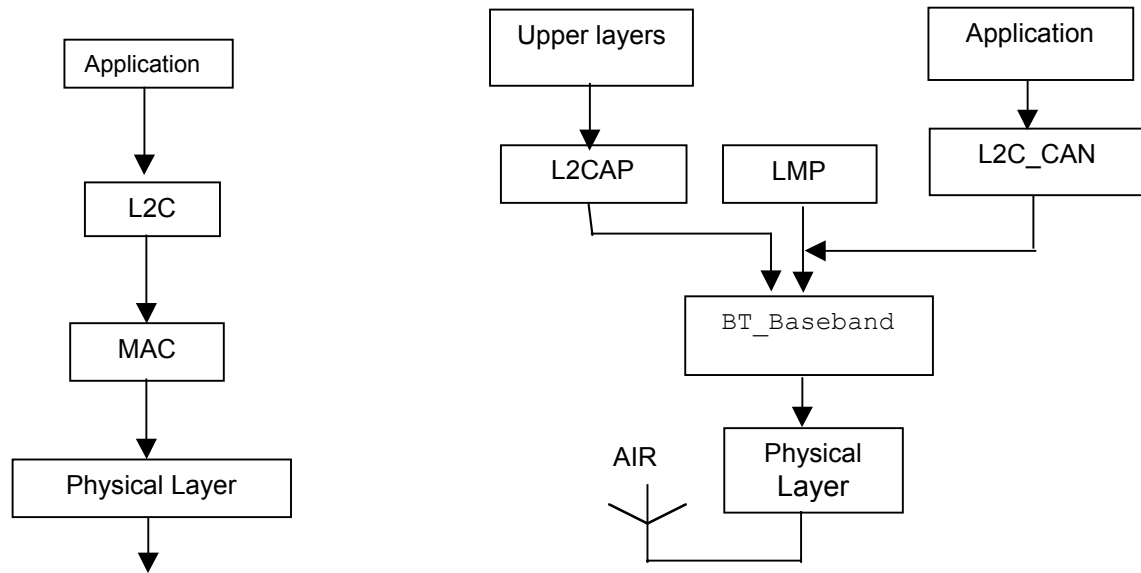 Application
L2C
MAC
Physical Layer
Upper layers
Application
L2CAP
LMP
L2C_CAN
BT_Baseband
AIR
Physical
Layer